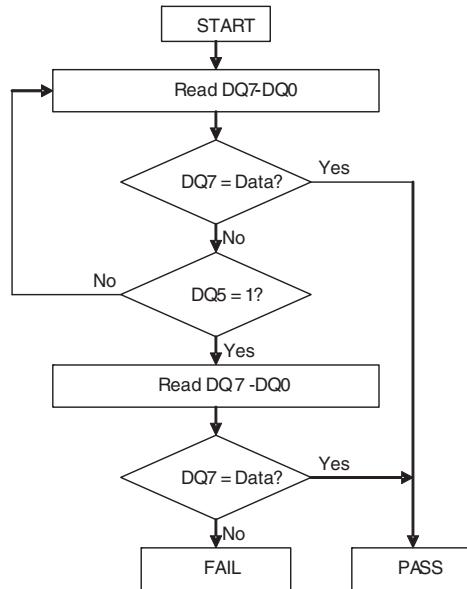 START
Read DQ7-DQ0
DQ7 = Data?
Yes
No
No
DQ5 = 1?
Yes
Read DQ 7 -DQ0
DQ7 = Data?
Yes
No
FAIL
PASS